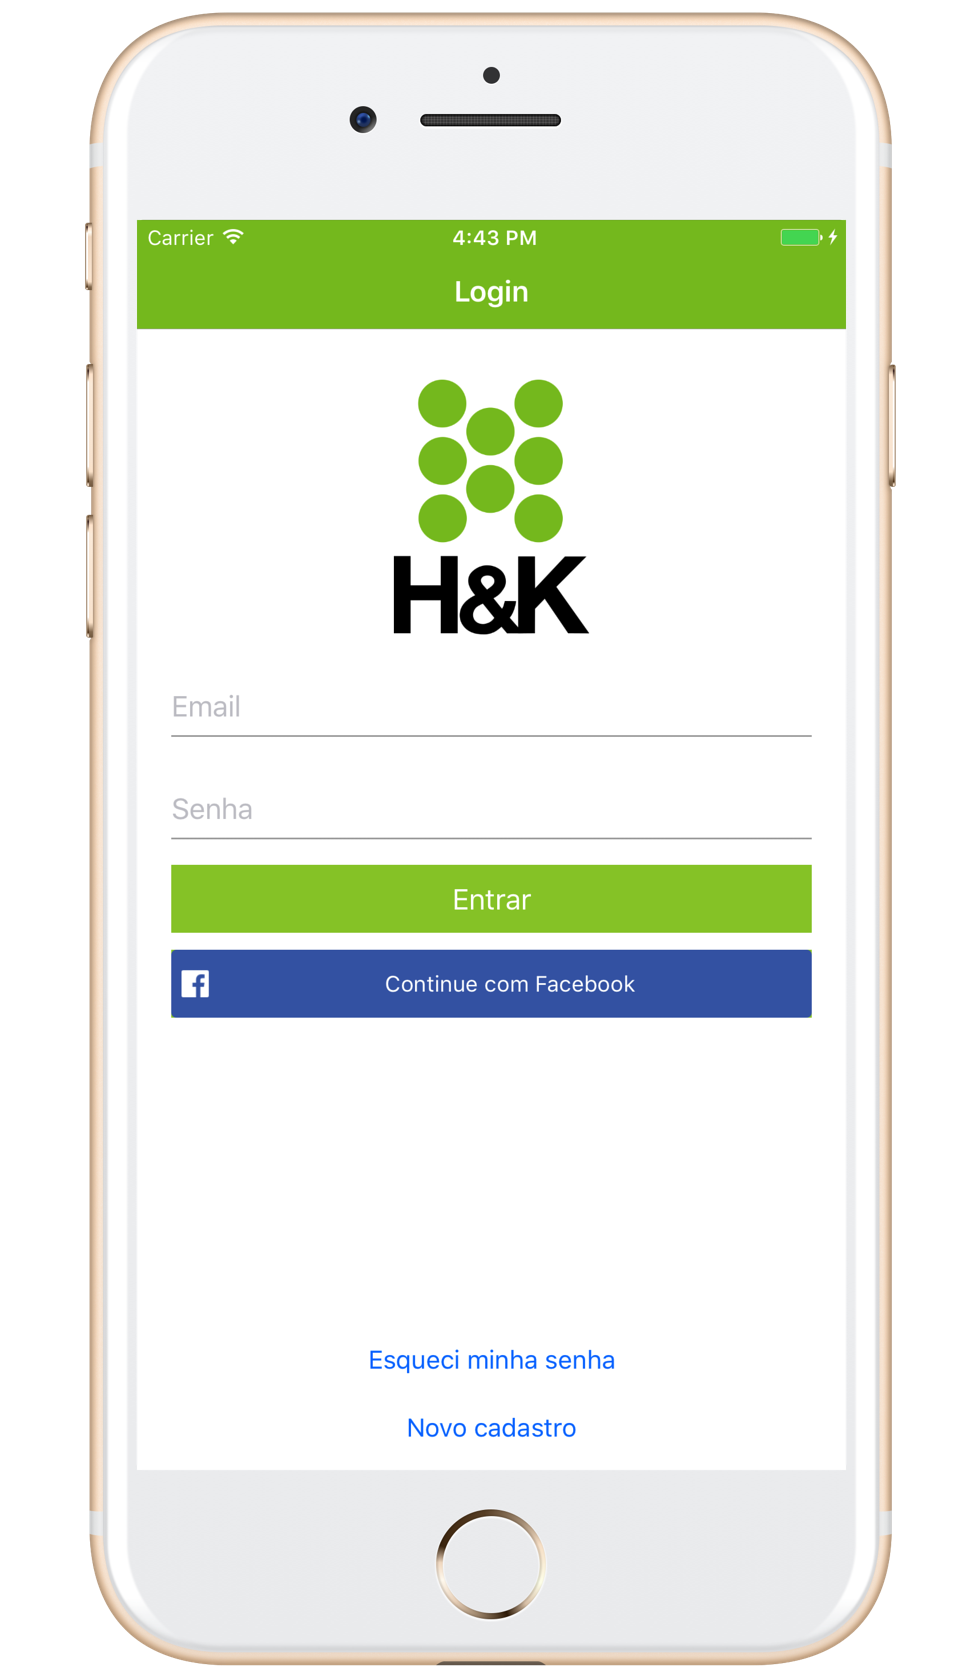 Carrier 4:43 PM
Login
H&K
Email
Senha
Entrar
Continue com Facebook
Esqueci minha senha
Novo cadastro